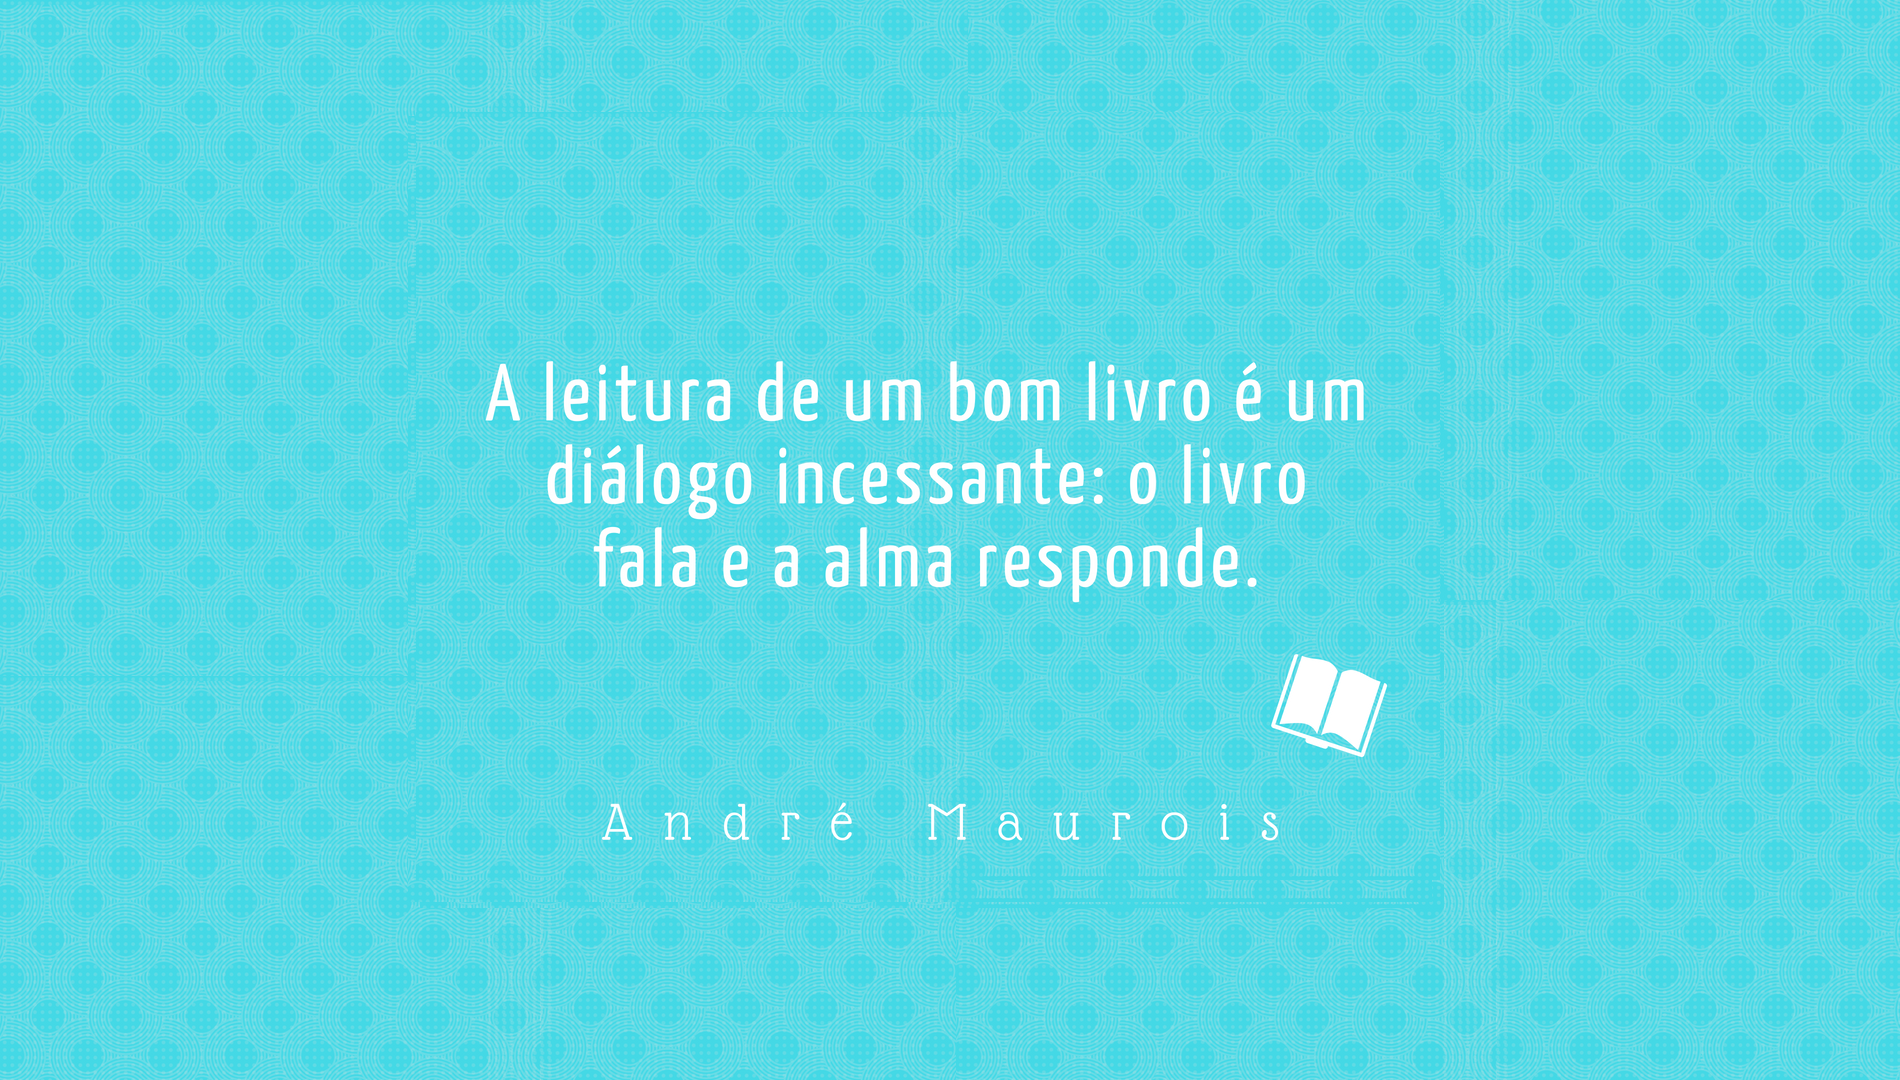 A leitura de um bom livro é um
diálogo incessante: o livro
fala e a alma responde.
André Maurois